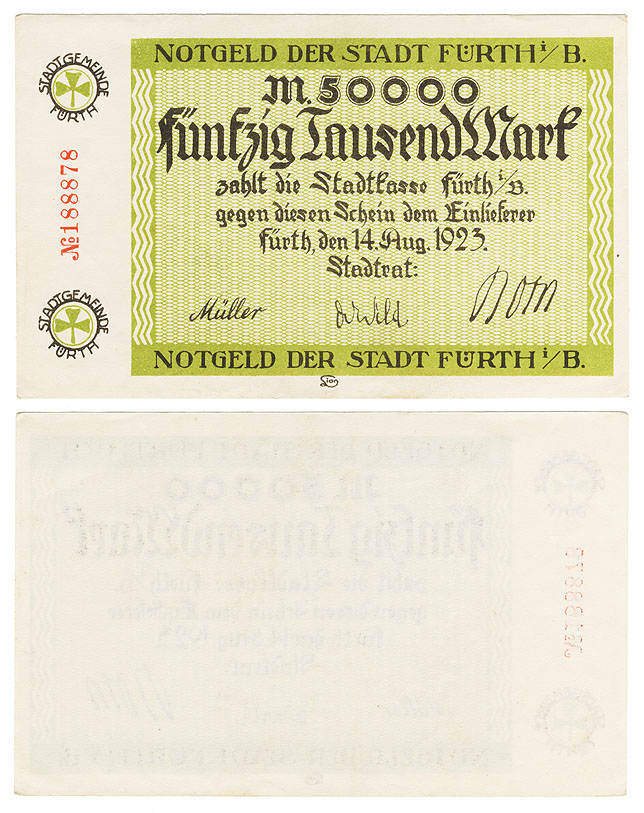 STADTGEMEINDE FÜRTH
№188878
STADTGEMEINDE FÜRTH
NOTGELD DER STADT FÜRTH i/B.
M. 50000
Fünfzig Tausend Mark
zahlt die Stadtkasse Fürth i/B.
gegen diesen Schein dem Einlieferer
Fürth, den 14. Aug. 1923.
Stadtrat:
Müller
NOTGELD DER STADT FÜRTH i/B.
Lion